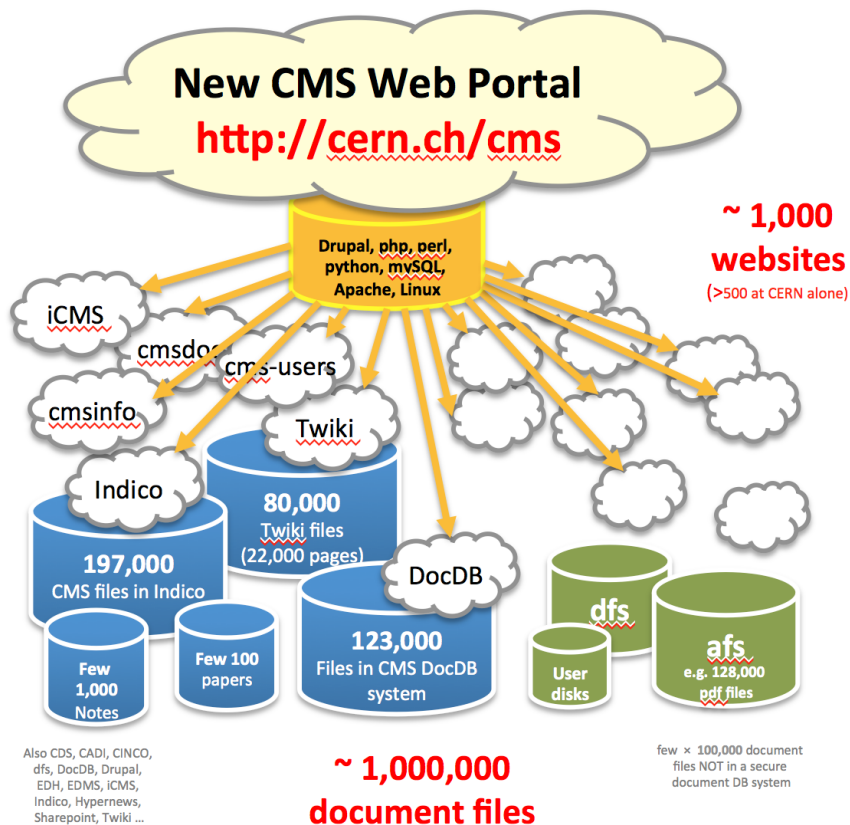 New CMS Web Portal
http://cern.ch/cms
Drupal, php, perl,
python, mySQL,
Apache, Linux
~ 1,000
websites
(>500 at CERN alone)
iCMS
cmsdoc
cms-users
cmsinfo
Twiki
Indico
80,000
Twiki files
(22,000 pages)
197,000
CMS files in Indico
DocDB
123,000
Files in CMS DocDB
system
Few
1,000
Notes
Few 100
papers
dfs
User
disks
afs
e.g. 128,000
pdf files
Also CDS, CADI, CINCO,
dfs, DocDB, Drupal,
EDH, EDMS, iCMS,
Indico, Hypernews,
Sharepoint, Twiki ...
~ 1,000,000
document files
few × 100,000 document
files NOT in a secure
document DB system